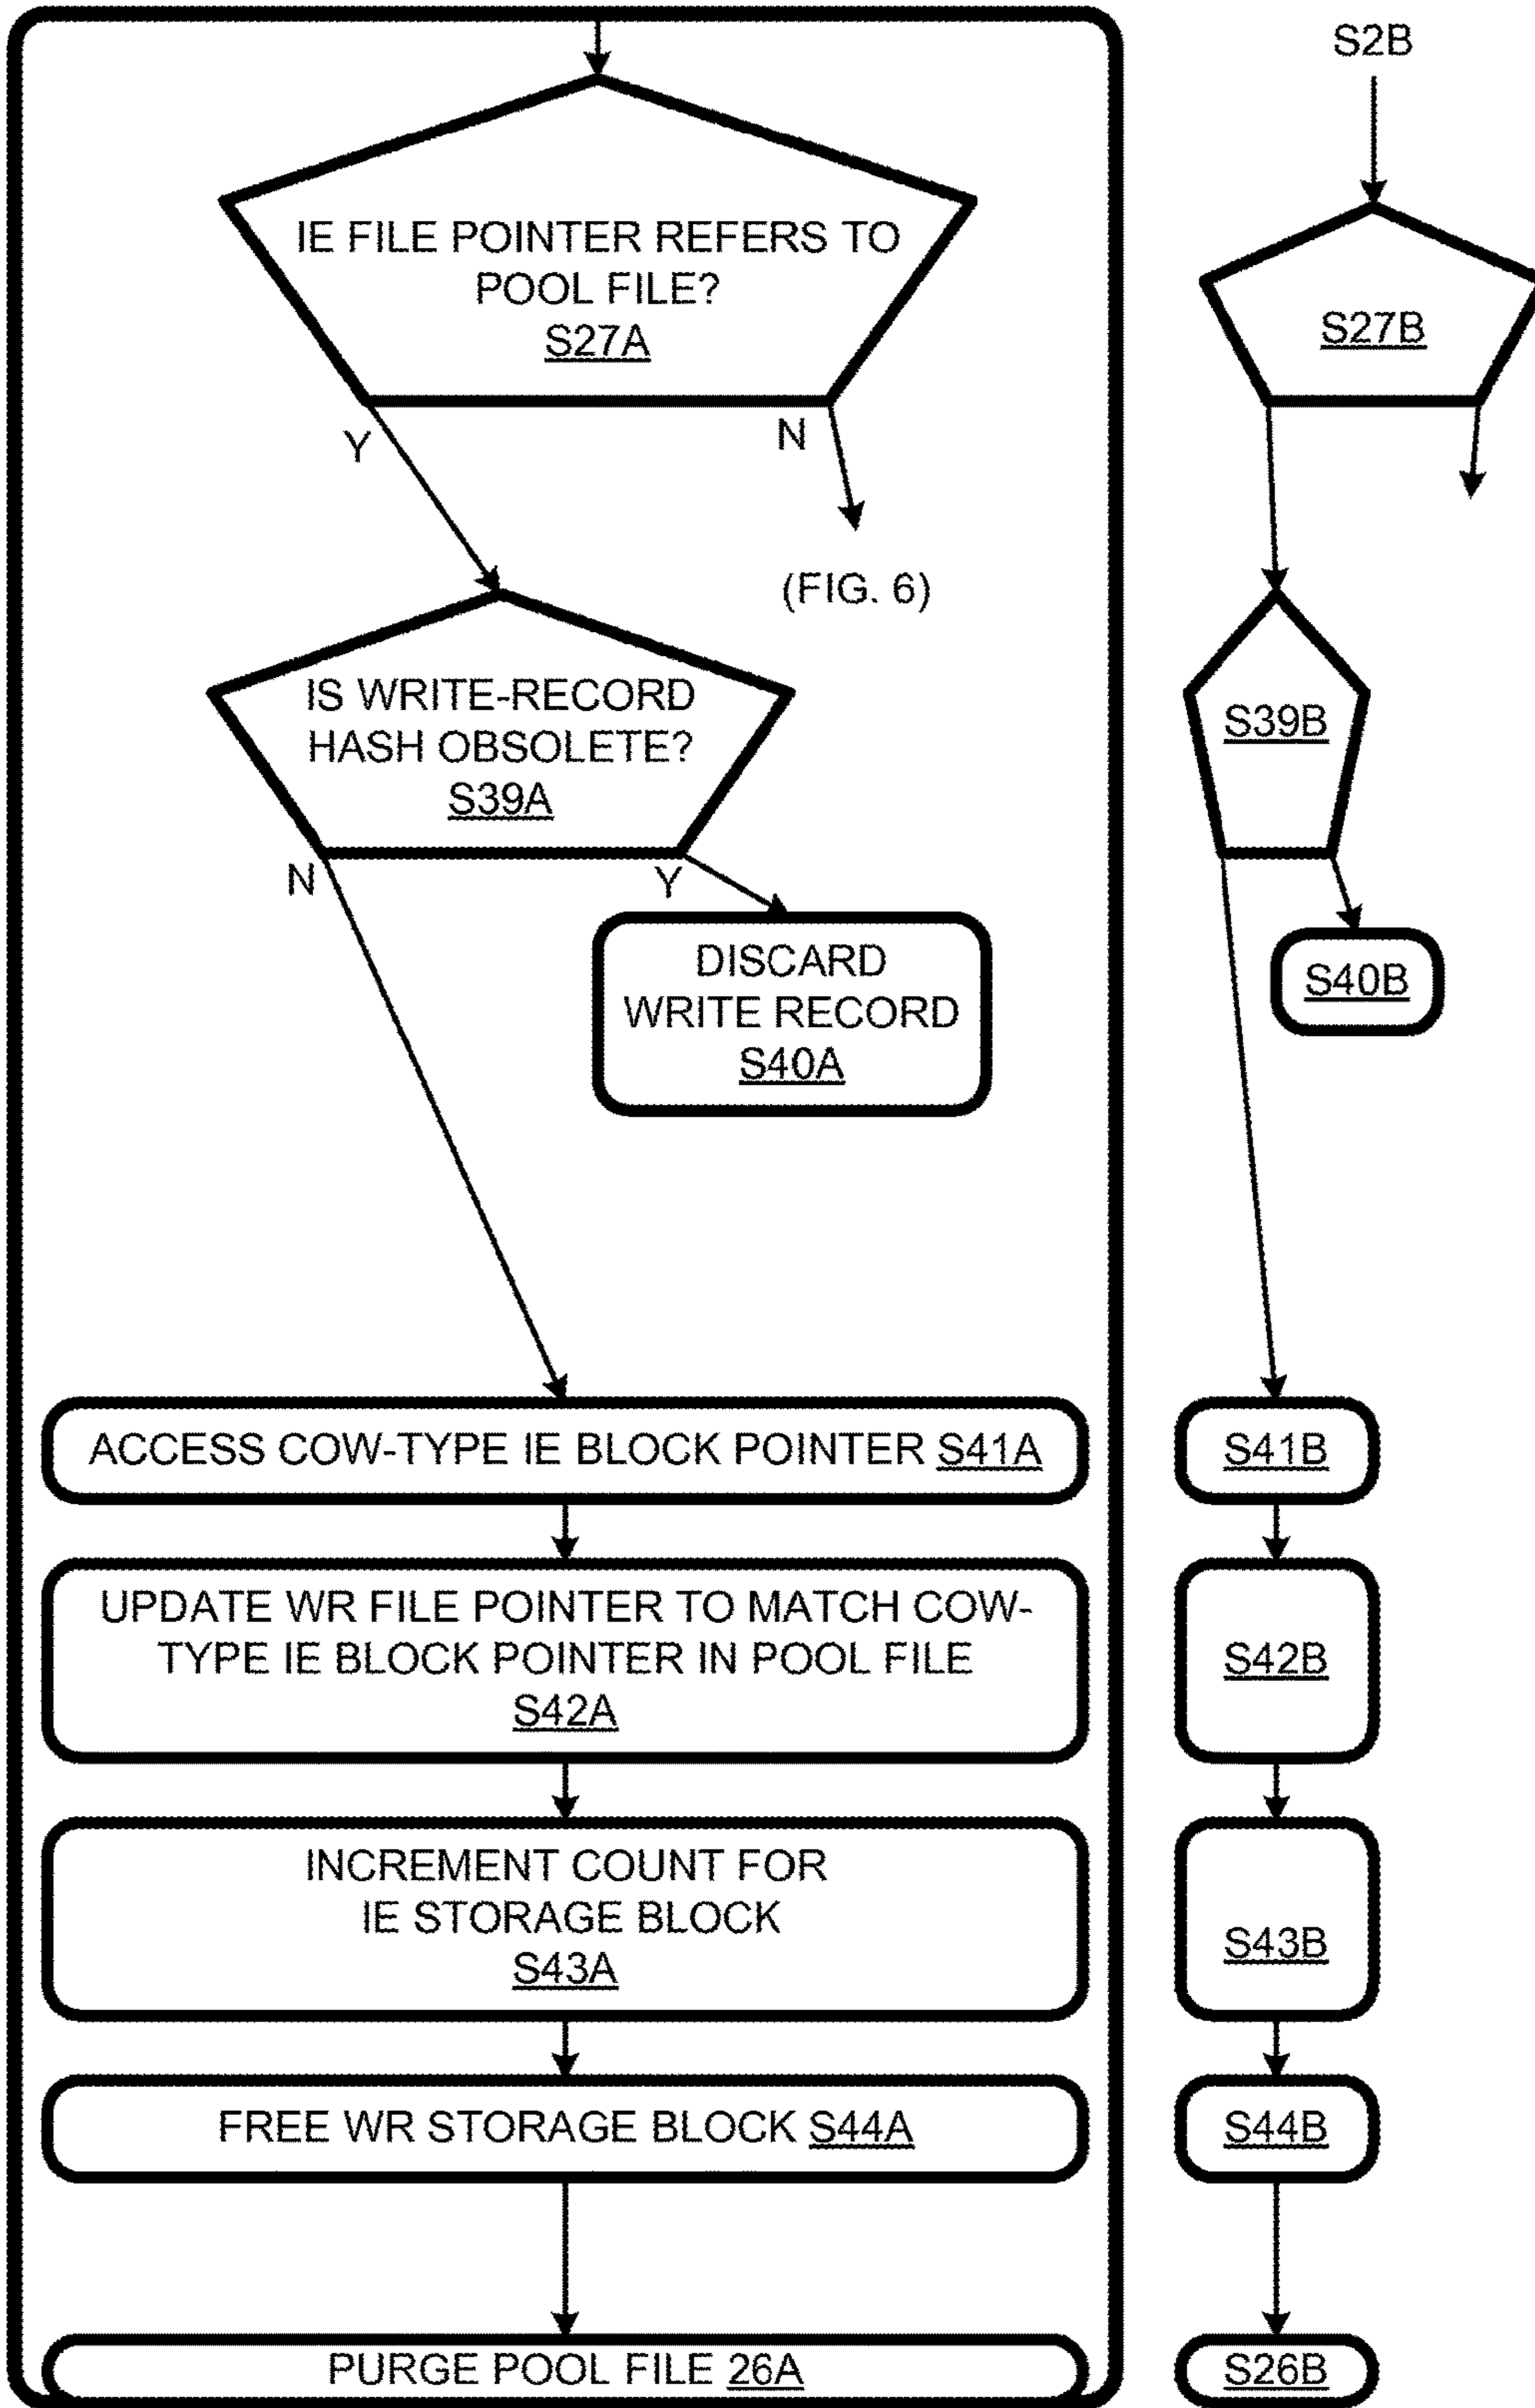 S2B
IE FILE POINTER REFERS TO
POOL FILE?
S27A
S27B
Y
N
(FIG. 6)
IS WRITE-RECORD
HASH OBSOLETE?
S39A
S39B
N
Y
DISCARD
WRITE RECORD
S40A
S40B
ACCESS COW-TYPE IE BLOCK POINTER S41A
S41B
UPDATE WR FILE POINTER TO MATCH COW-
TYPE IE BLOCK POINTER IN POOL FILE
S42A
S42B
INCREMENT COUNT FOR
IE STORAGE BLOCK
S43A
S43B
FREE WR STORAGE BLOCK S44A
S44B
PURGE POOL FILE 26A
S26B